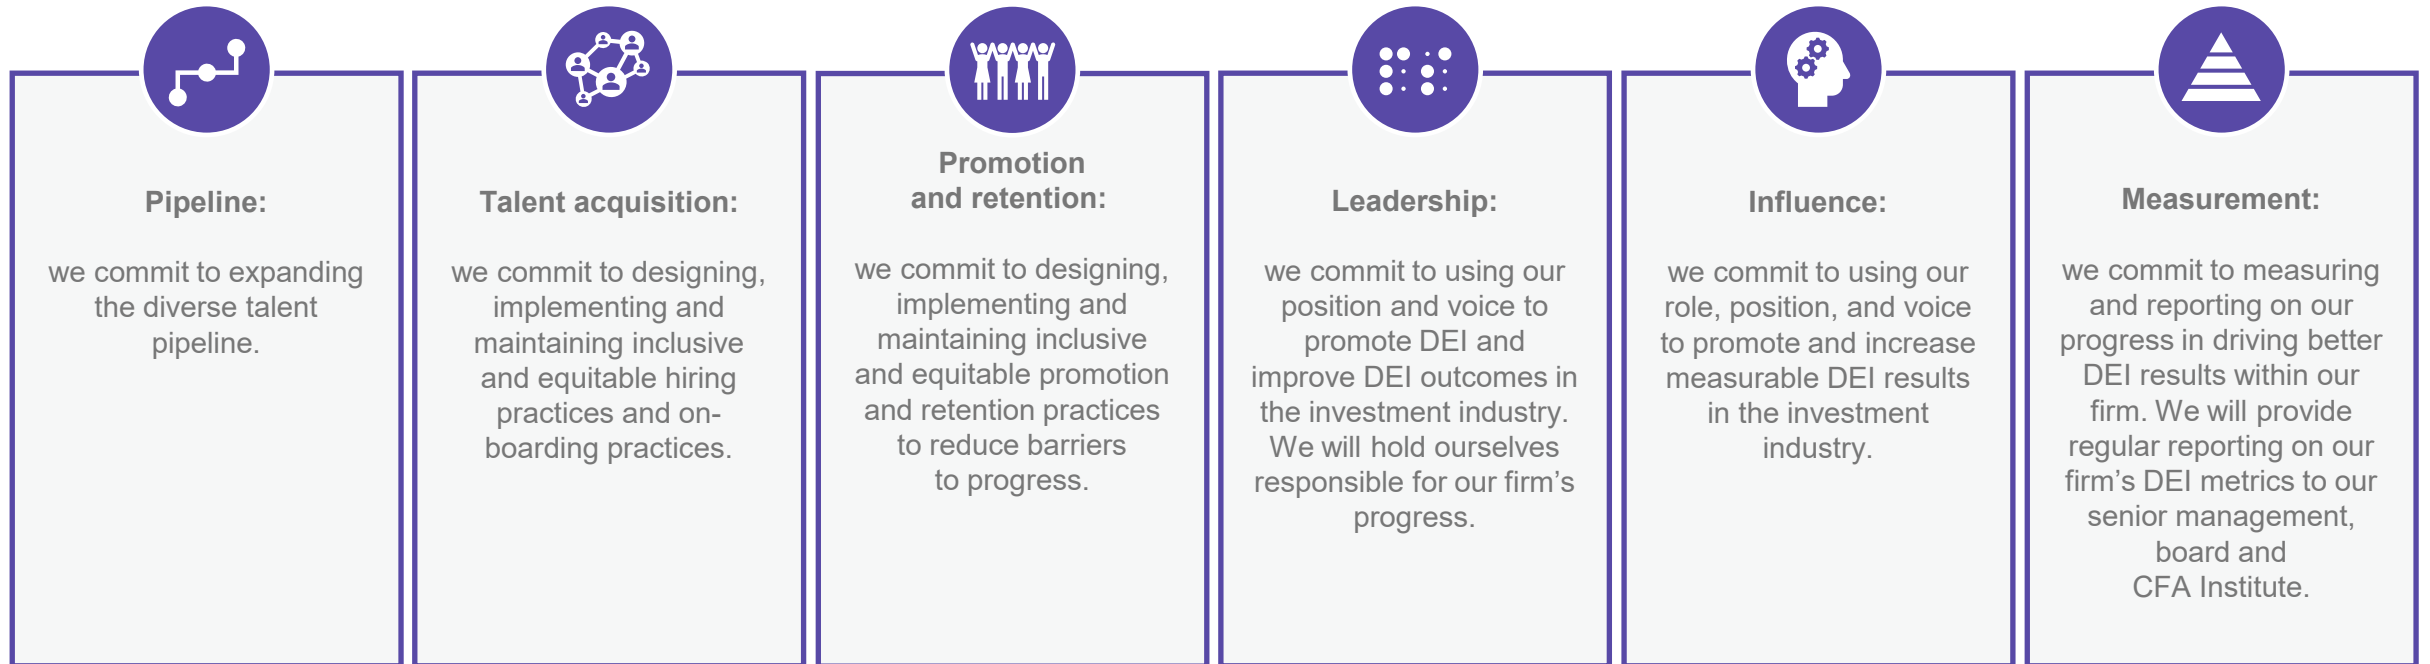 Pipeline:
we commit to expanding
the diverse talent
pipeline.
Talent acquisition:
we commit to designing,
implementing and
maintaining inclusive
and equitable hiring
practices and on-
boarding practices.
Promotion
and retention:
we commit to designing,
implementing and
maintaining inclusive
and equitable promotion
and retention practices
to reduce barriers
to progress.
Leadership:
we commit to using our
position and voice to
promote DEI and
improve DEI outcomes in
the investment industry.
We will hold ourselves
responsible for our firm’s
progress.
Influence:
we commit to using our
role, position, and voice
to promote and increase
measurable DEI results
in the investment
industry.
Measurement:
we commit to measuring
and reporting on our
progress in driving better
DEI results within our
firm. We will provide
regular reporting on our
firm’s DEI metrics to our
senior management,
board and
CFA Institute.